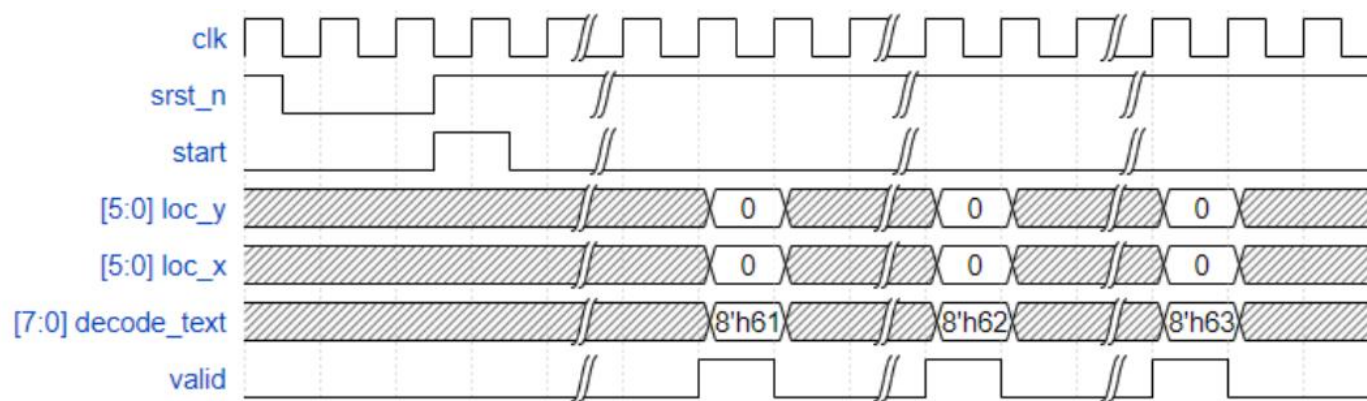 clk
srst_n
start
[5:0] loc_y 0 0 0
[5:0] loc_x 0 0 0
[7:0] decode_text 8'h61 8'h62 8'h63
valid